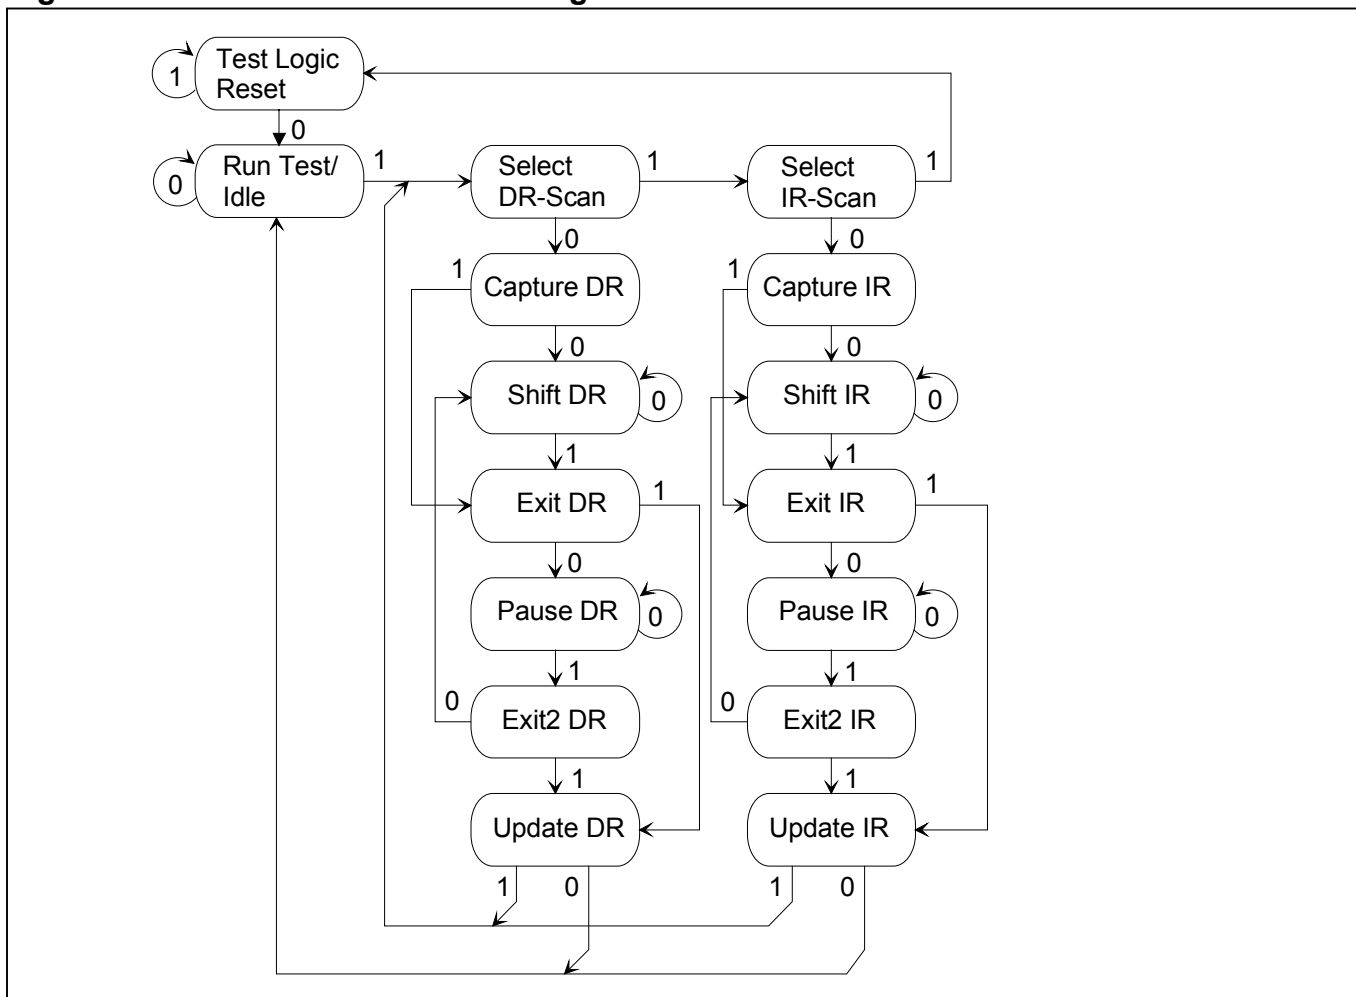 Test Logic
Reset
1
0
Run Test/
Idle
0
1
Select
DR-Scan
1
Select
IR-Scan
1
0
0
1
Capture DR
1
Capture IR
0
0
Shift DR
0
Shift IR
0
1
1
Exit DR
1
Exit IR
1
0
0
Pause DR
0
Pause IR
0
1
1
0
Exit2 DR
0
Exit2 IR
1
1
Update DR
Update IR
1
0
1
0